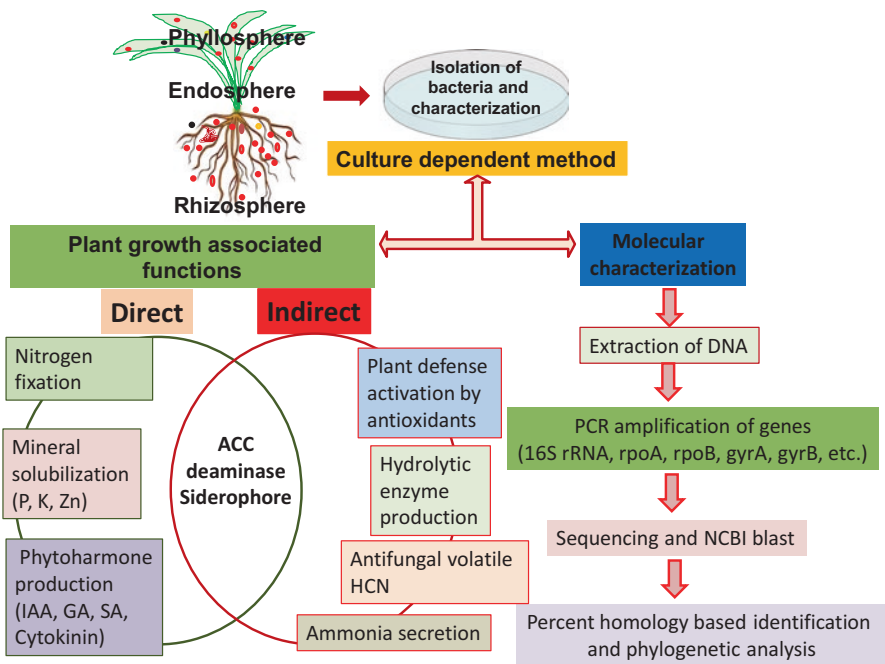 Phyllosphere
Endosphere
Rhizosphere
Isolation of
bacteria and
characterization
Culture dependent method
Plant growth associated
functions
Direct
Indirect
Nitrogen
fixation
Mineral
solubilization
(P, K, Zn)
Phytoharmone
production
(IAA, GA, SA,
Cytokinin)
ACC
deaminase
Siderophore
Plant defense
activation by
antioxidants
Hydrolytic
enzyme
production
Antifungal volatile
HCN
Ammonia secretion
Molecular
characterization
Extraction of DNA
PCR amplification of genes
(16S rRNA, rpoA, rpoB, gyrA, gyrB, etc.)
Sequencing and NCBI blast
Percent homology based identification
and phylogenetic analysis